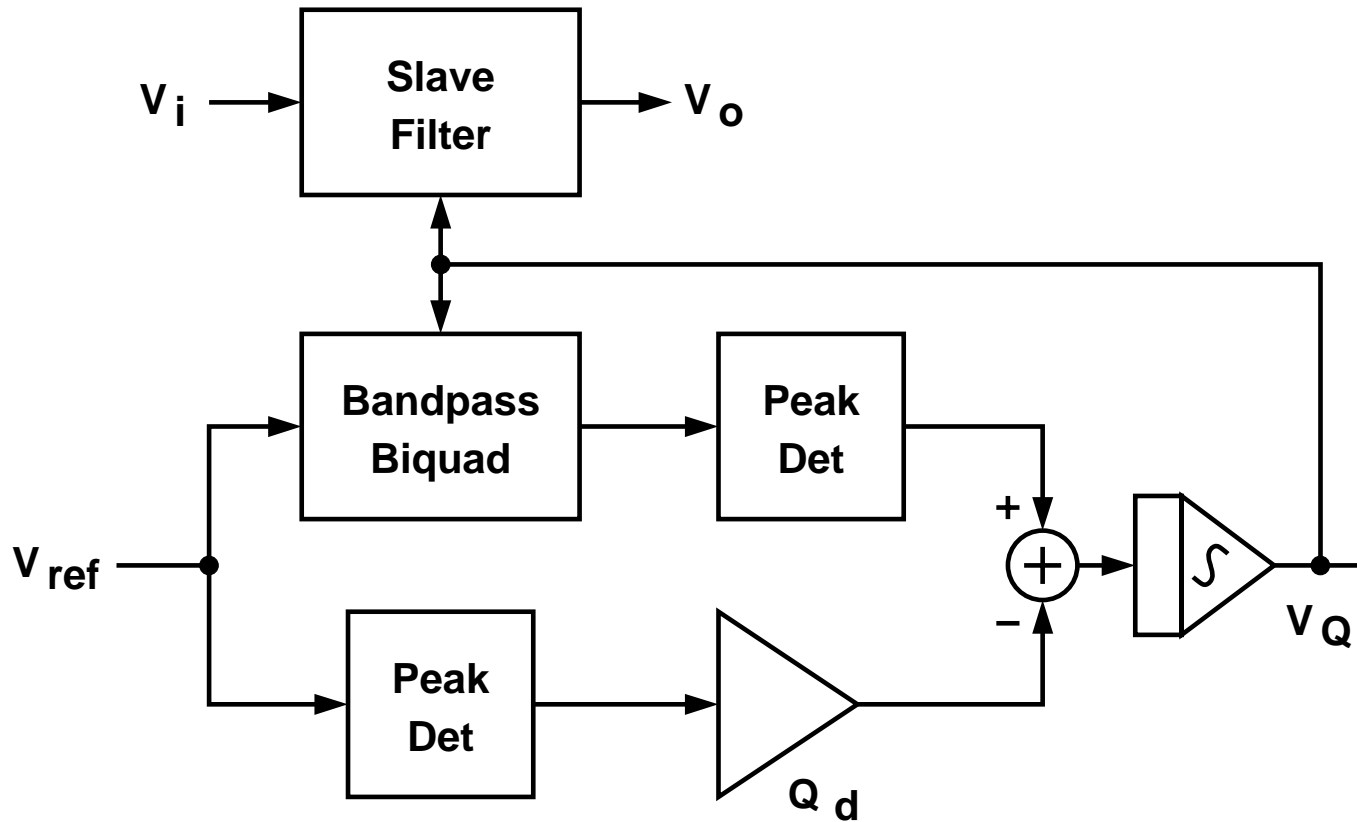 Slave
Filter
V i
V o
Bandpass
Biquad
Peak
Det
+
+
−
V ref
V Q
Peak
Det
Q d